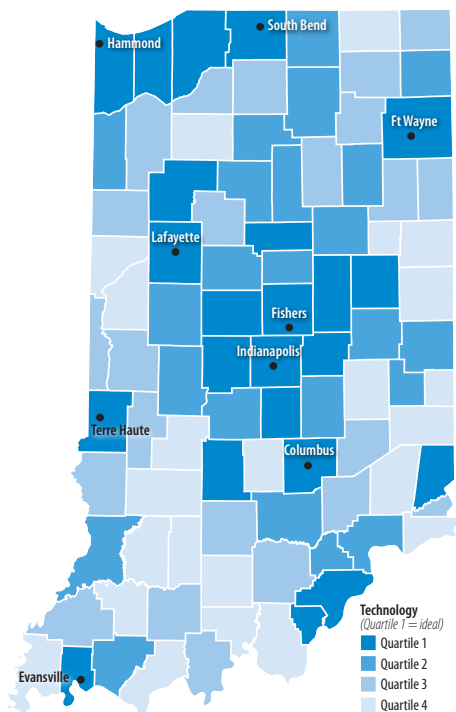 South Bend
Hammond
Ft Wayne
Lafayette
Fishers
Indianapolis
Terre Haute
Columbus
Evansville
Technology
(Quartile 1 = ideal)
Quartile 1
Quartile 2
Quartile 3
Quartile 4